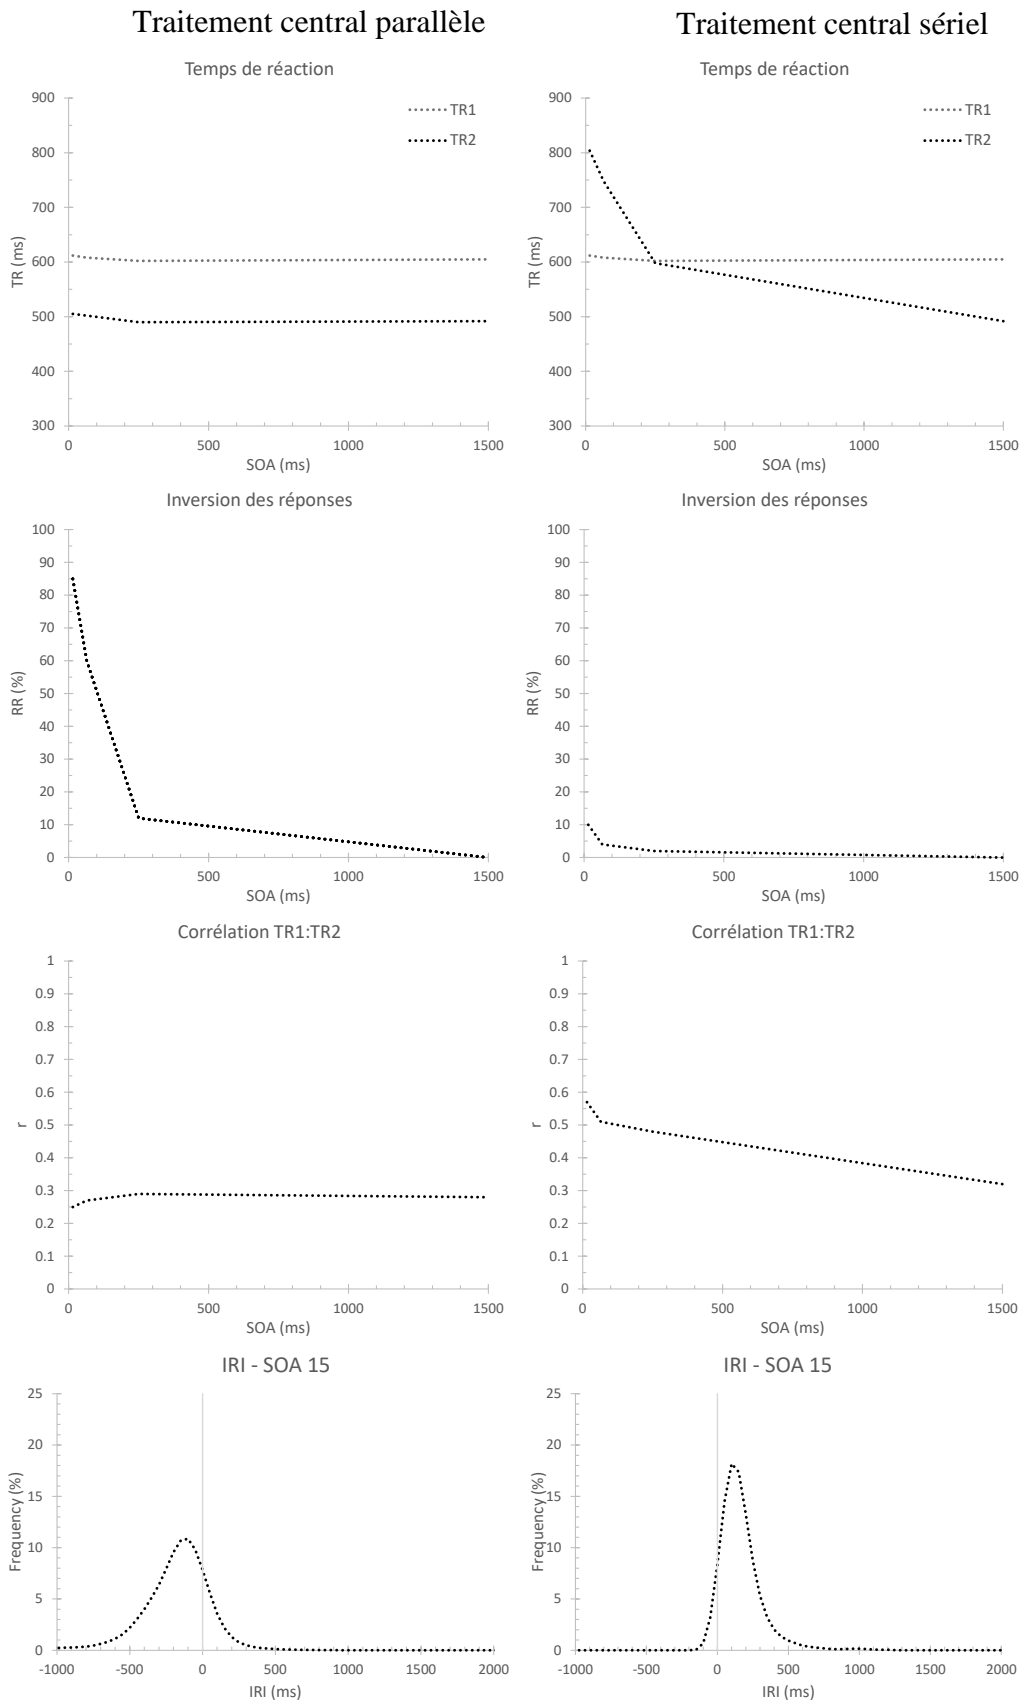 Traitement central parallèle
Traitement central sériel
Temps de réaction
900
800
700
600
500
400
300
TR (ms)
TR1
TR2
0 500 1000 1500
SOA (ms)
Temps de réaction
900
800
700
600
500
400
300
TR (ms)
TR1
TR2
0 500 1000 1500
SOA (ms)
Inversion des réponses
100
90
80
70
60
50
40
30
20
10
0
RR (%)
0 500 1000 1500
SOA (ms)
Inversion des réponses
100
90
80
70
60
50
40
30
20
10
0
RR (%)
0 500 1000 1500
SOA (ms)
Corrélation TR1:TR2
1
0.9
0.8
0.7
0.6
0.5
0.4
0.3
0.2
0.1
0
r
0 500 1000 1500
SOA (ms)
Corrélation TR1:TR2
1
0.9
0.8
0.7
0.6
0.5
0.4
0.3
0.2
0.1
0
r
0 500 1000 1500
SOA (ms)
IRI - SOA 15
25
20
15
10
5
0
Frequency (%)
-1000 -500 0 500 1000 1500 2000
IRI (ms)
IRI - SOA 15
25
20
15
10
5
0
Frequency (%)
-1000 -500 0 500 1000 1500 2000
IRI (ms)